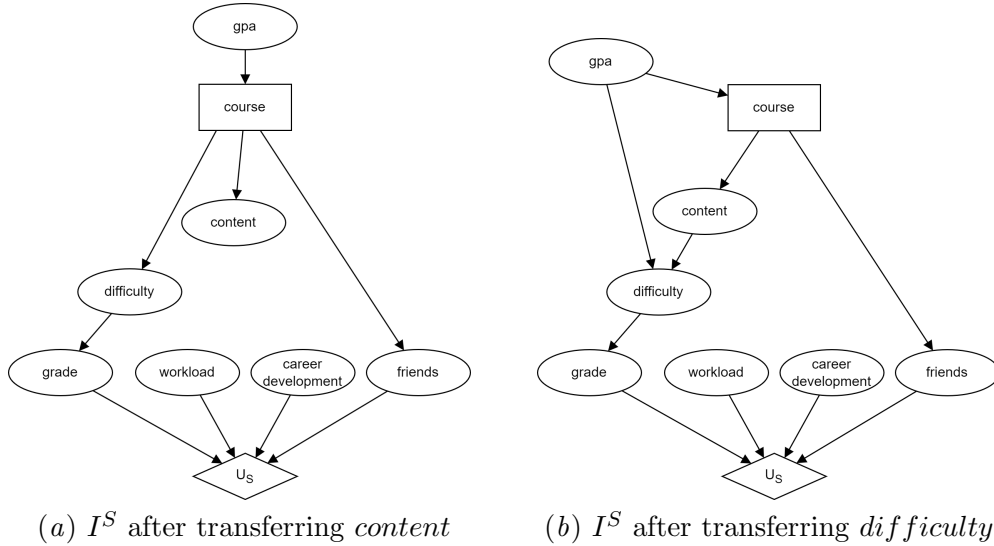 gpa
course
content
difficulty
grade
workload
career
development
friends
U_S
(a) I^S after transferring content
gpa
course
content
difficulty
grade
workload
career
development
friends
U_S
(b) I^S after transferring difficulty